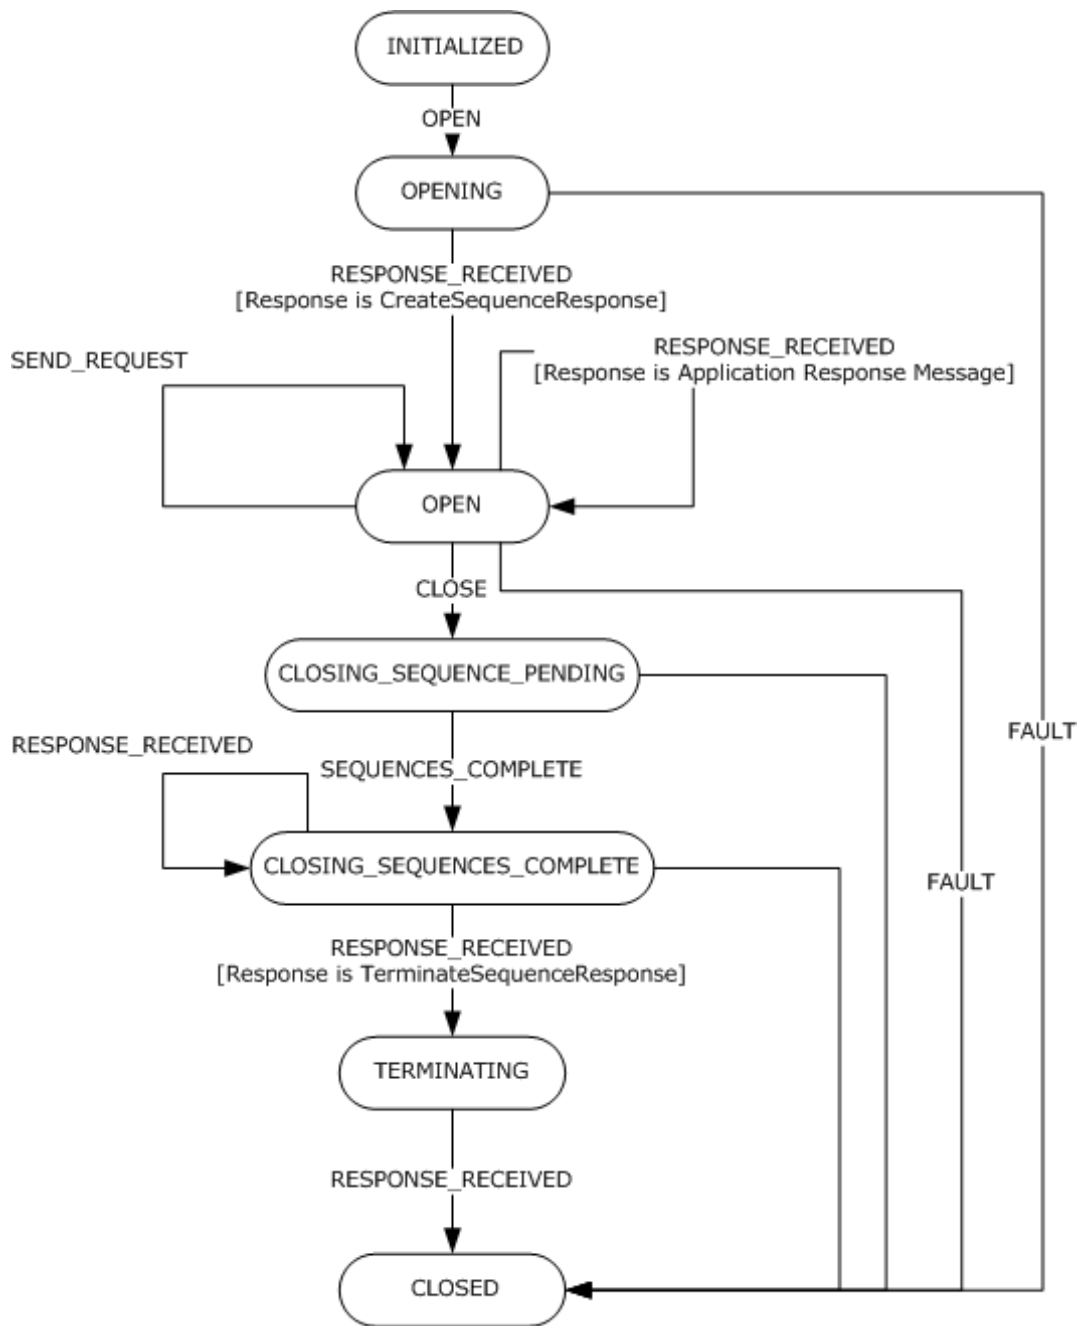 INITIALIZED
OPEN
OPENING
RESPONSE_RECEIVED
[Response is CreateSequenceResponse]
SEND_REQUEST
RESPONSE_RECEIVED
[Response is Application Response Message]
OPEN
CLOSE
CLOSING_SEQUENCE_PENDING
FAULT
RESPONSE_RECEIVED
SEQUENCES_COMPLETE
CLOSING_SEQUENCES_COMPLETE
FAULT
RESPONSE_RECEIVED
[Response is TerminateSequenceResponse]
TERMINATING
RESPONSE_RECEIVED
CLOSED